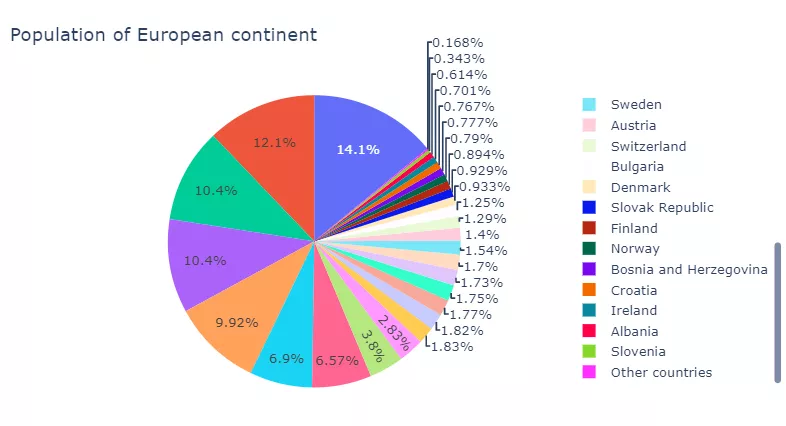 Population of European continent
0.168%
0.343%
0.614%
0.701%
0.767%
0.777%
0.79%
0.894%
0.929%
0.933%
1.25%
1.29%
1.4%
1.54%
1.7%
1.73%
1.75%
1.77%
1.82%
1.83%
14.1%
12.1%
10.4%
10.4%
9.92%
6.9%
6.57%
3.8%
2.83%
Sweden
Austria
Switzerland
Bulgaria
Denmark
Slovak Republic
Finland
Norway
Bosnia and Herzegovina
Croatia
Ireland
Albania
Slovenia
Other countries